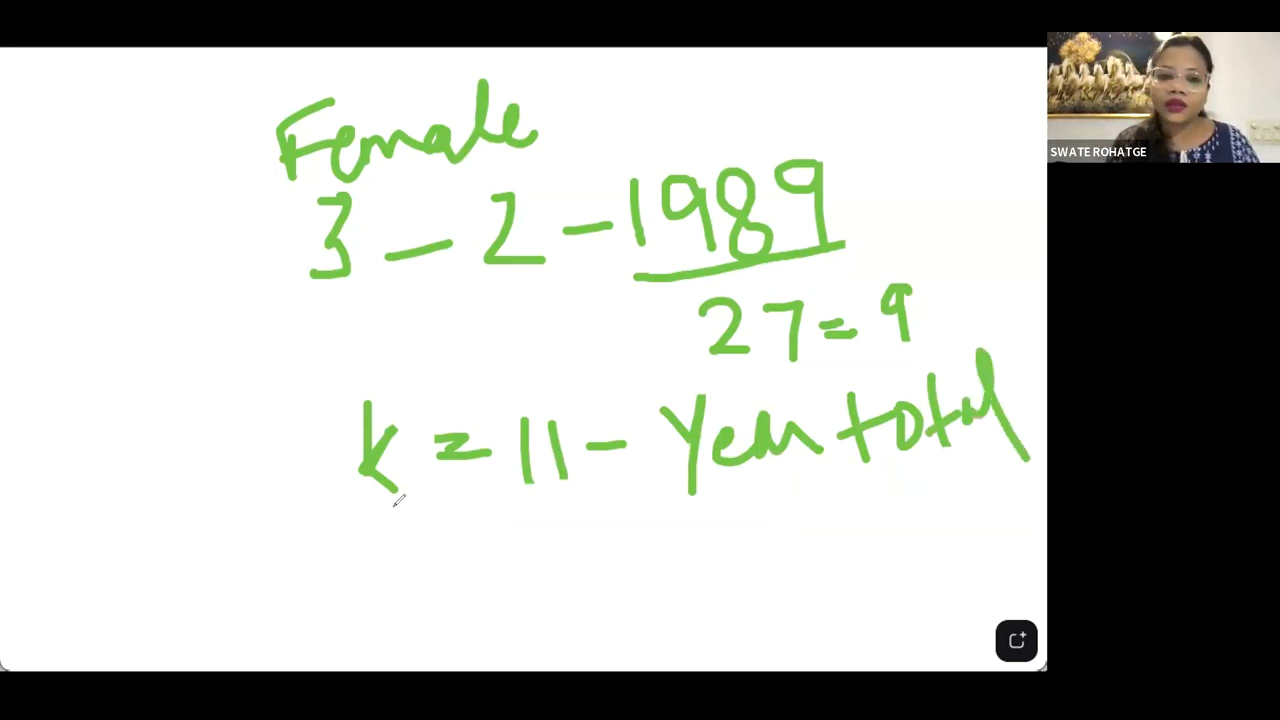 Female
3 - 2 - 1989
27 = 9
K = 11 - Year total
SWATE ROHATGE